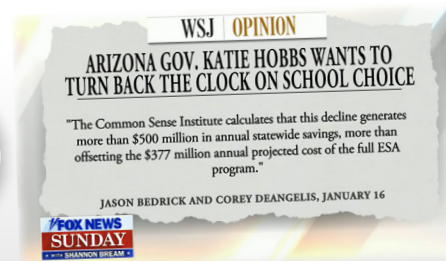 WSJ OPINION
ARIZONA GOV. KATIE HOBBS WANTS TO
TURN BACK THE CLOCK ON SCHOOL CHOICE
"The Common Sense Institute calculates that this decline generates
more than $500 million in annual statewide savings, more than
offsetting the $377 million annual projected cost of the full ESA
program."
JASON BEDRICK AND COREY DEANGELIS, JANUARY 16
FOX NEWS
SUNDAY
WITH SHANNON BREAM